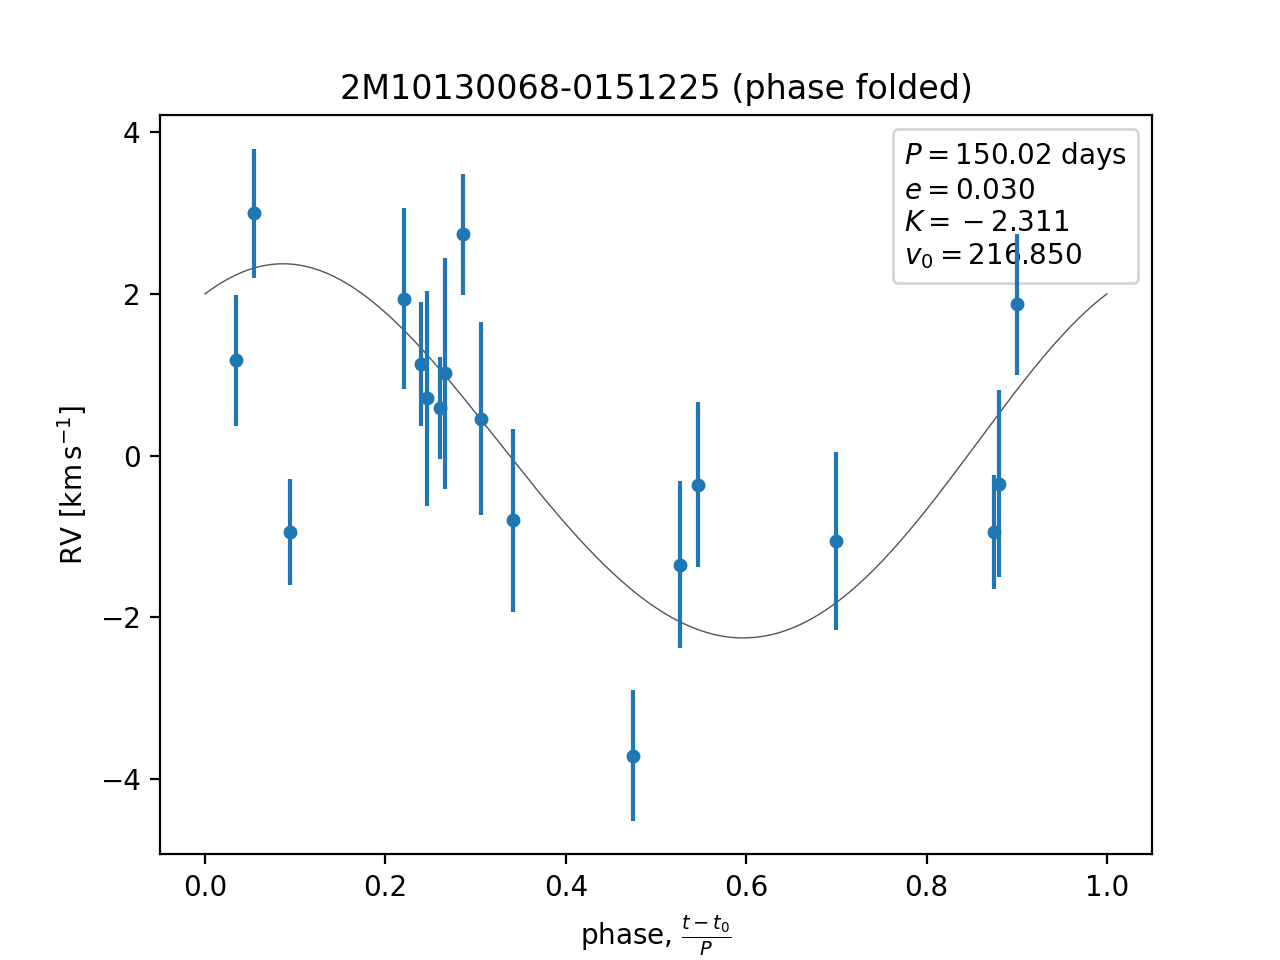 2M10130068-0151225 (phase folded)
P = 150.02 days
e = 0.030
K = −2.311
v₀ = 216.850
4
2
0
−2
−4
RV [km s⁻¹]
0.0 0.2 0.4 0.6 0.8 1.0
phase, (t − t₀)/P